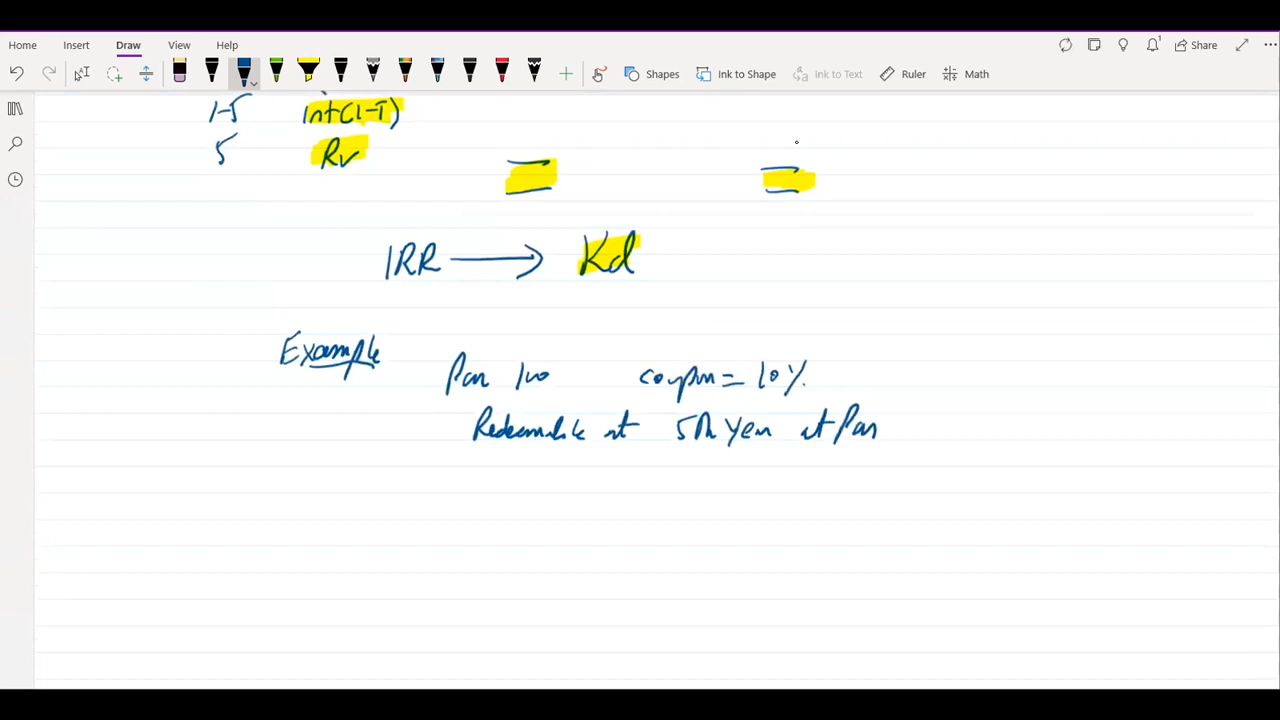 Home Insert Draw View Help
Share
Shapes Ink to Shape Ink to Text Ruler Math
1-5 int(1-T)
5 Rv
IRR → Kd
Example
Par 100 coupon = 10%
Redeemable at 5th year at Par